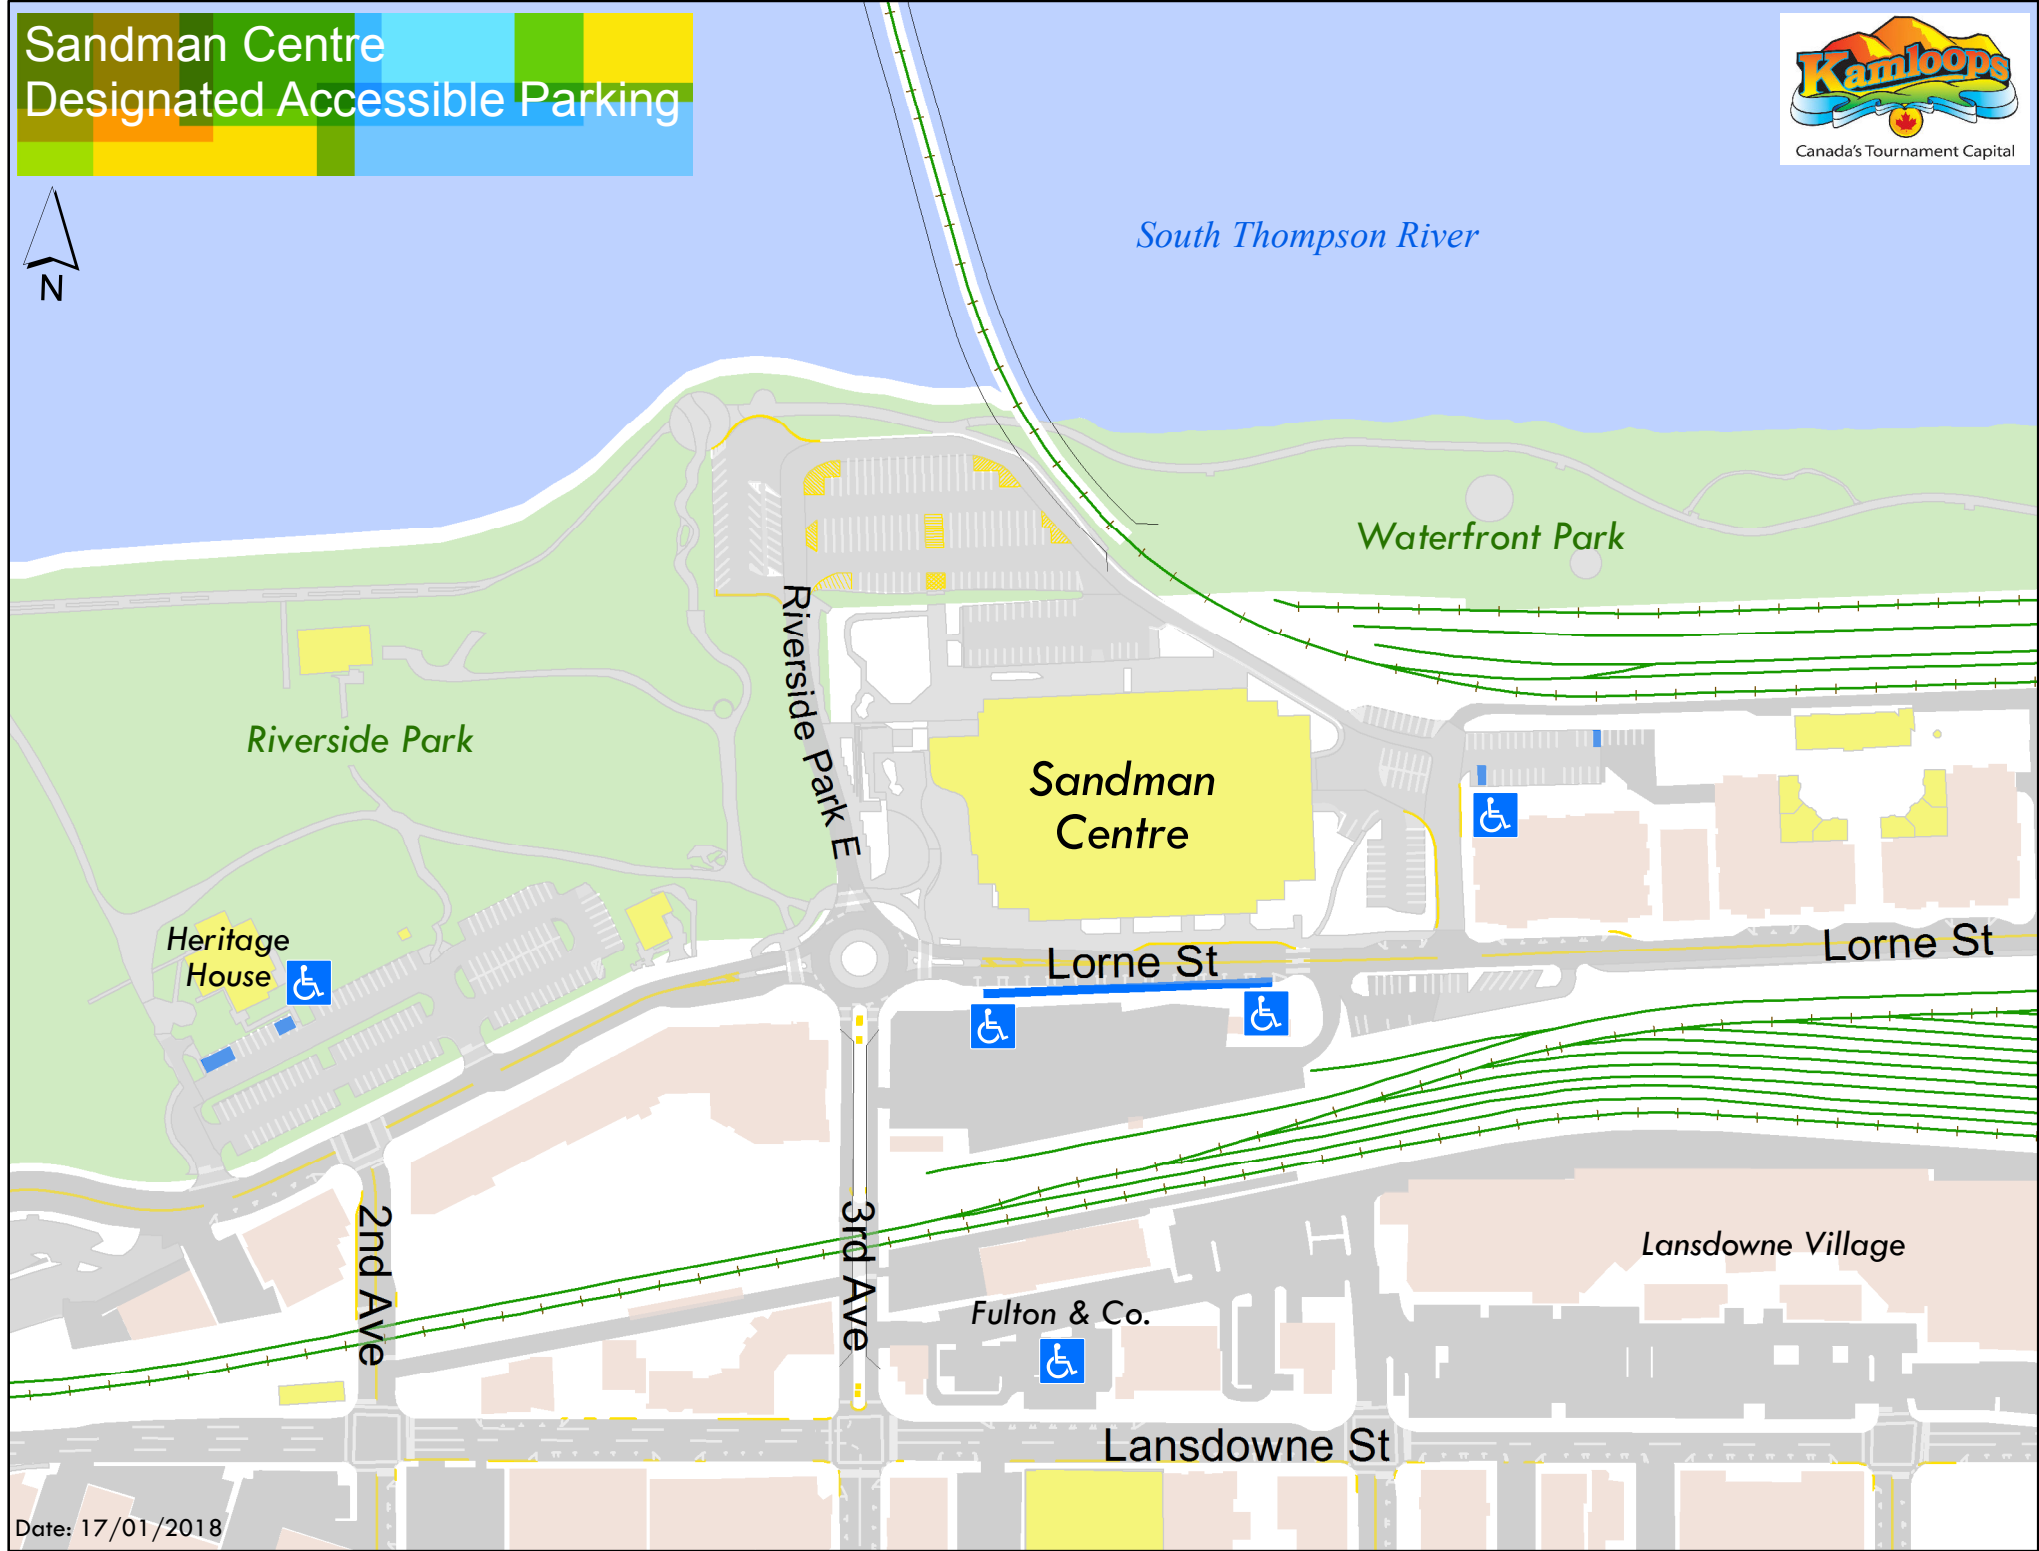 Sandman Centre
Designated Accessible Parking
Kamloops
Canada's Tournament Capital
N
South Thompson River
Waterfront Park
Riverside Park E
Riverside Park
Sandman
Centre
Heritage
House
Lorne St
Lorne St
2nd Ave
3rd Ave
Lansdowne Village
Fulton & Co.
Lansdowne St
Date: 17/01/2018